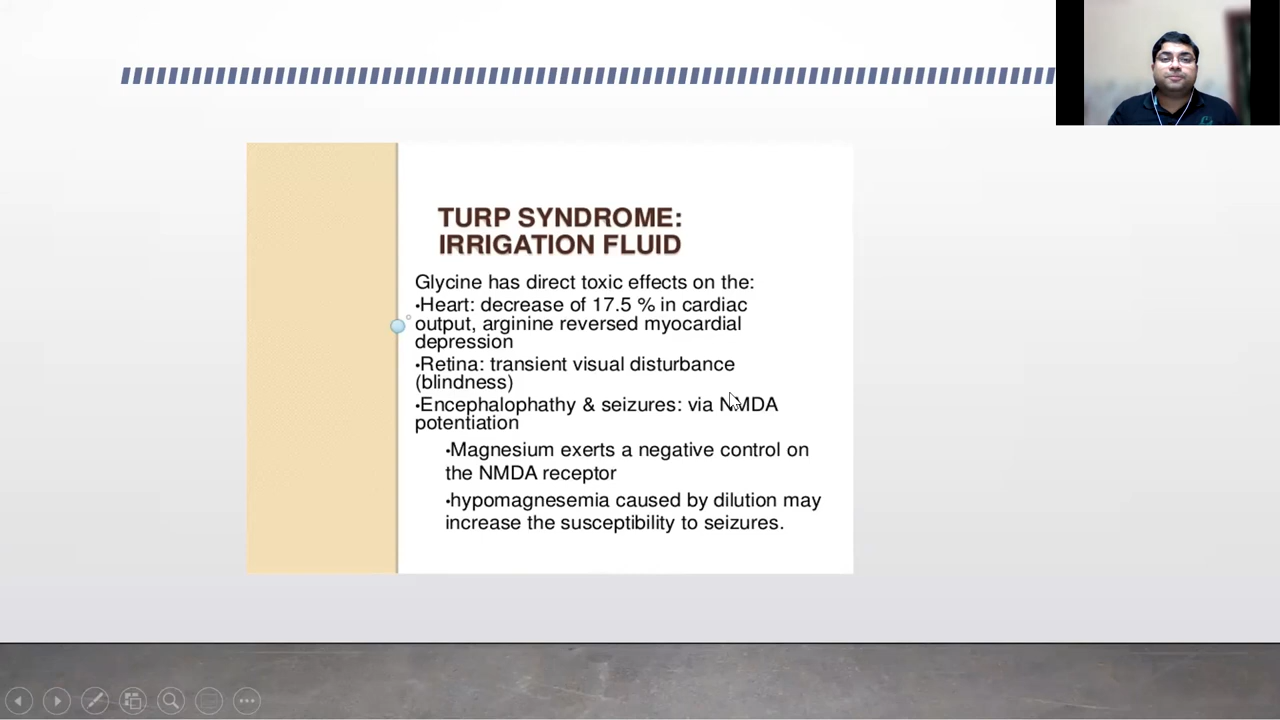 TURP SYNDROME:
IRRIGATION FLUID
Glycine has direct toxic effects on the:
•Heart: decrease of 17.5 % in cardiac
output, arginine reversed myocardial
depression
•Retina: transient visual disturbance
(blindness)
•Encephalophathy & seizures: via NMDA
potentiation
•Magnesium exerts a negative control on
the NMDA receptor
•hypomagnesemia caused by dilution may
increase the susceptibility to seizures.